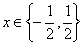 x∈{-1/2, 1/2}